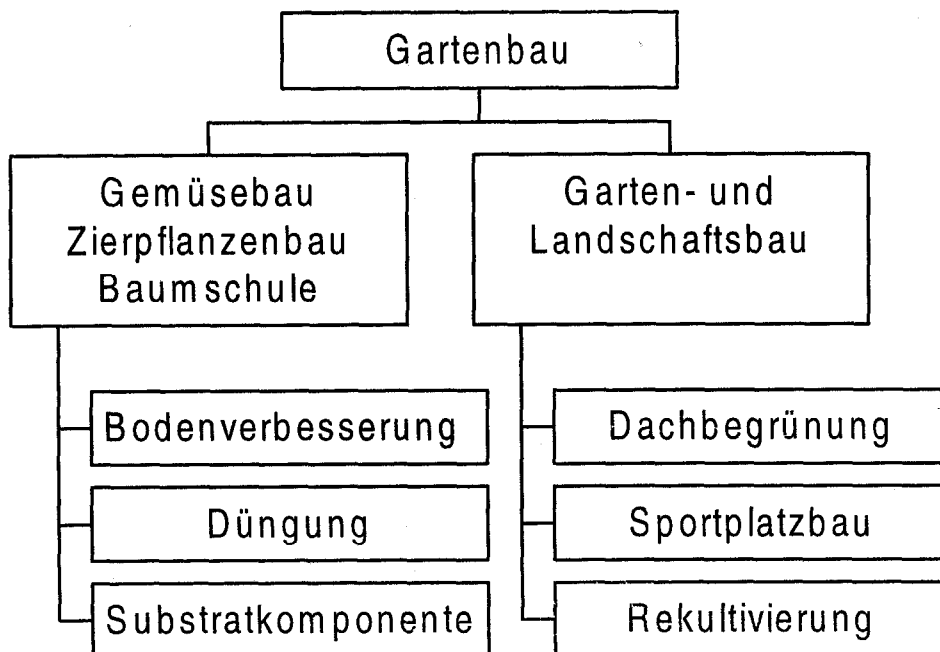 Gartenbau
Gemüsebau
Zierpflanzenbau
Baumschule
Garten- und
Landschaftsbau
Bodenverbesserung
Düngung
Substratkomponente
Dachbegrünung
Sportplatzbau
Rekultivierung